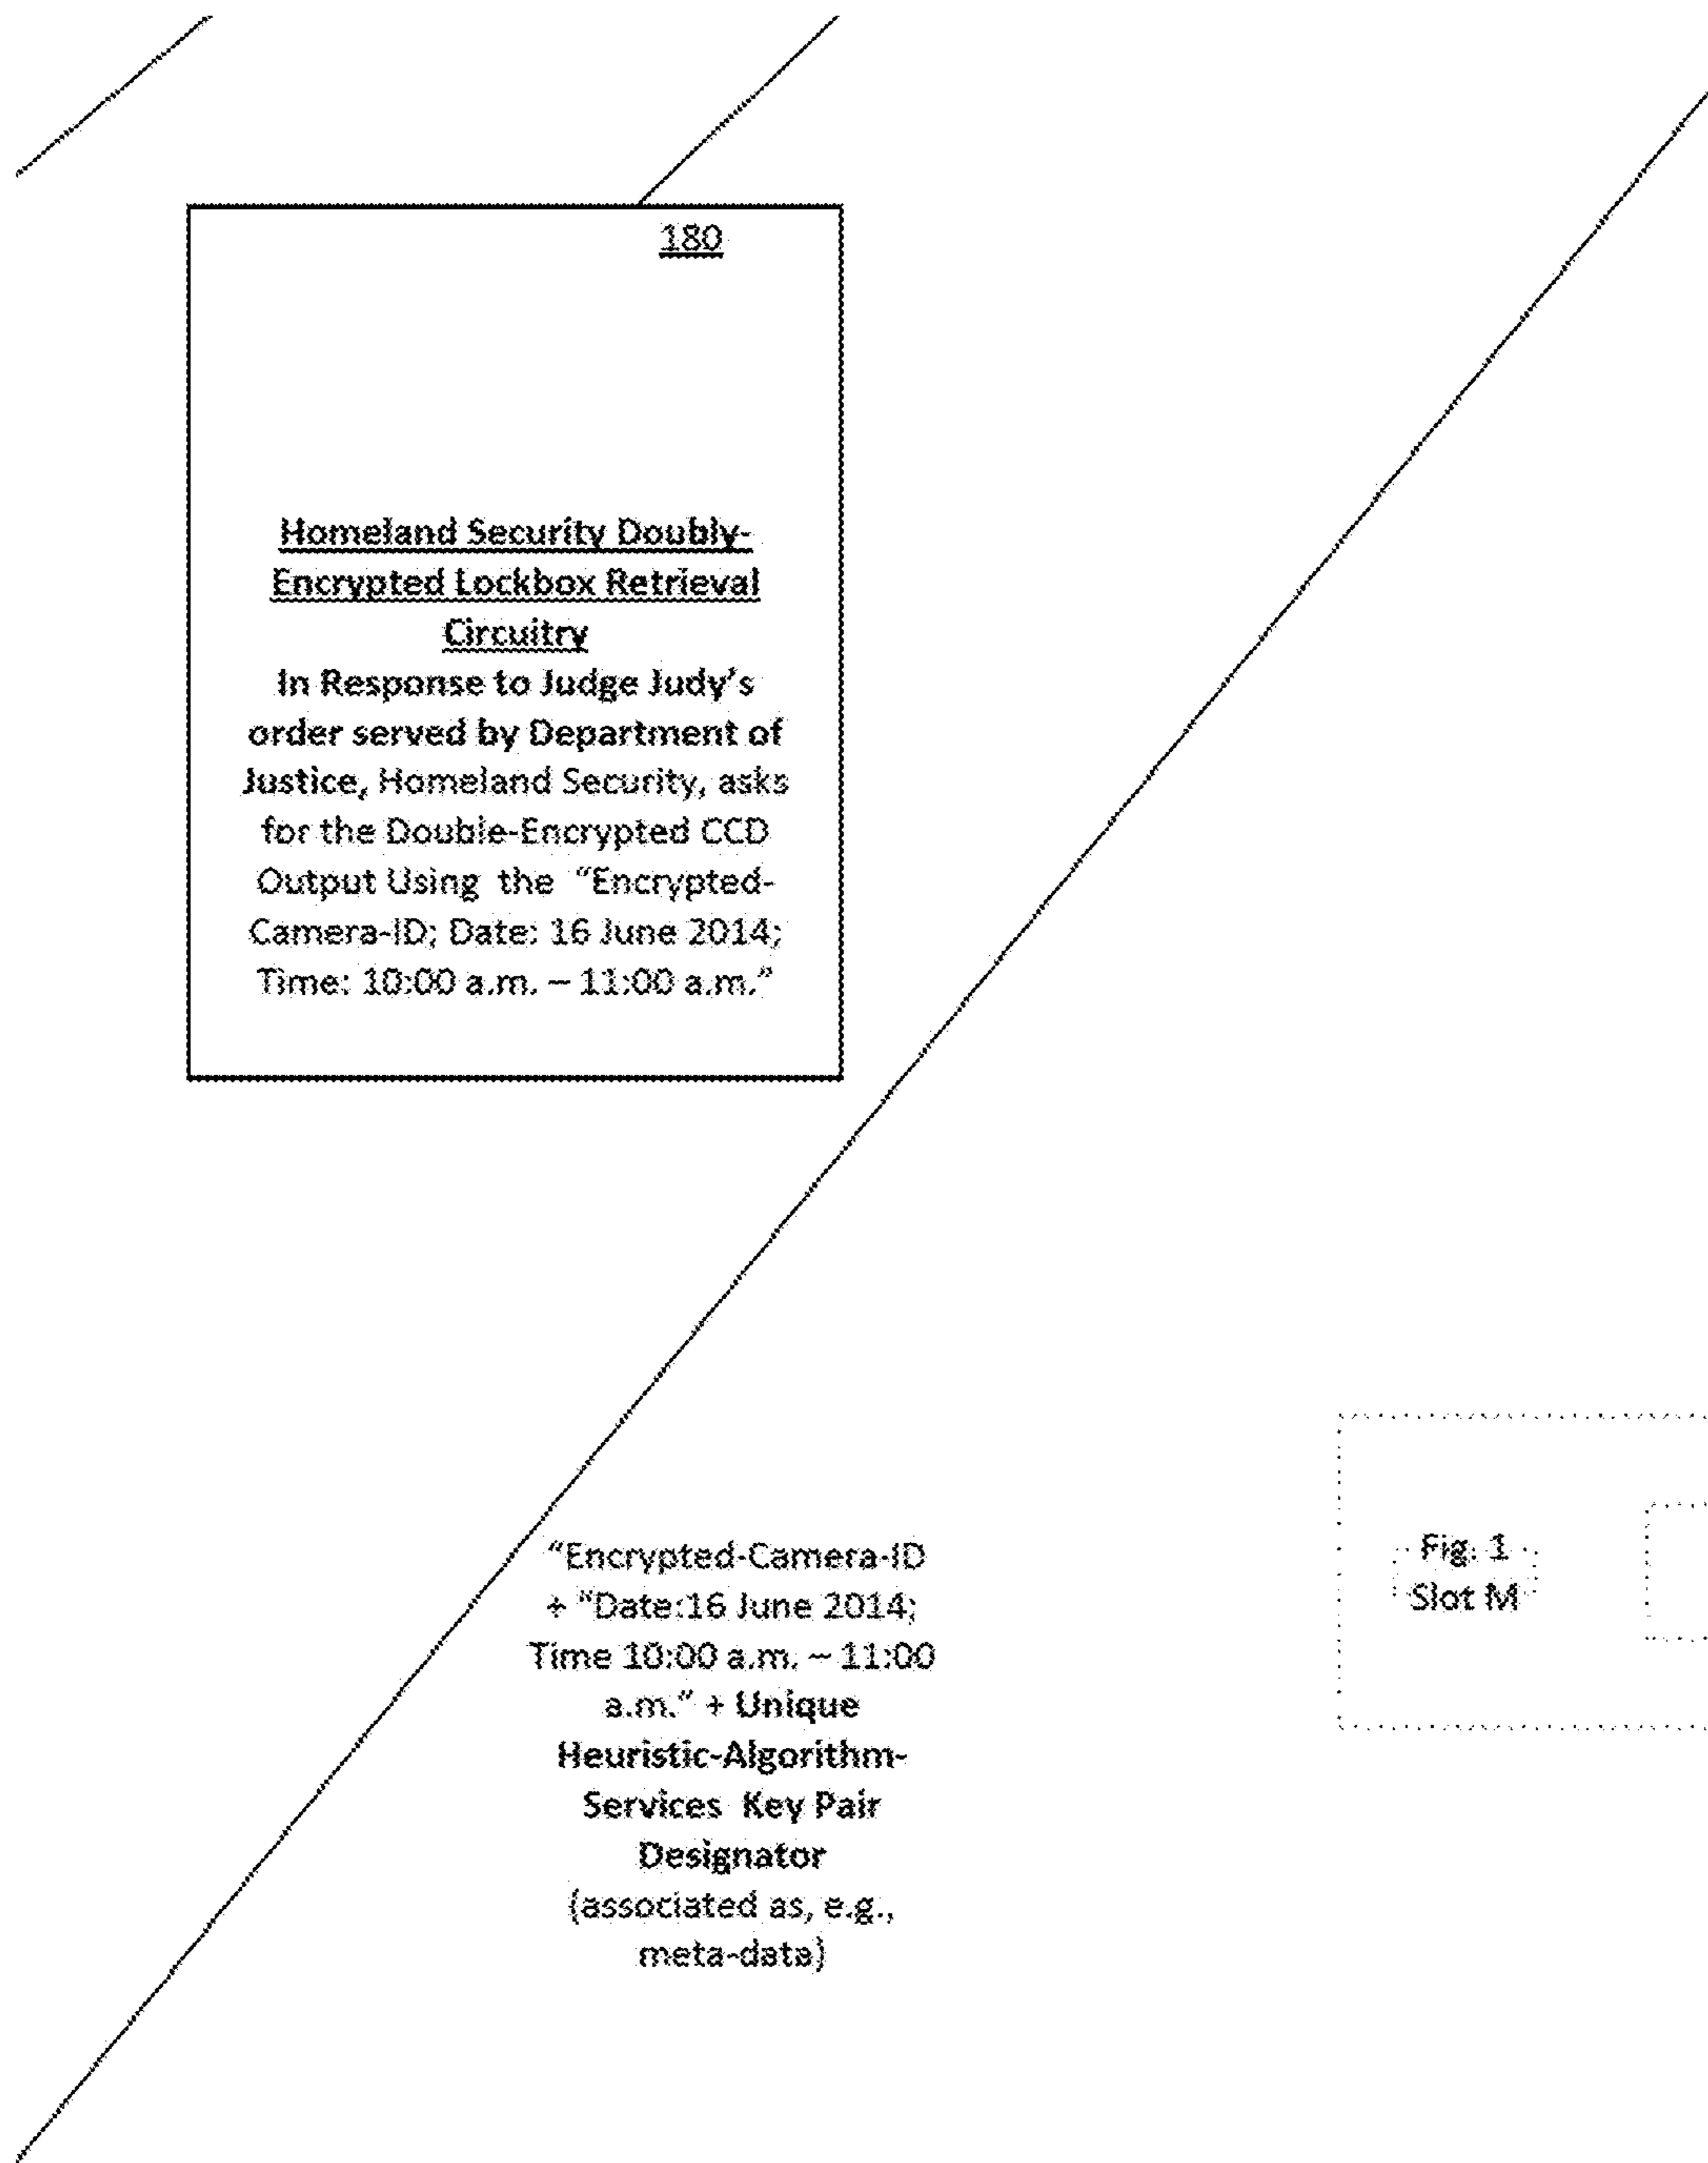 180
Homeland Security Doubly-
Encrypted Lockbox Retrieval
Circuitry
In Response to Judge Judy’s
order served by Department of
Justice, Homeland Security, asks
for the Double-Encrypted CCD
Output Using the “Encrypted-
Camera-ID; Date: 16 June 2014;
Time: 10:00 a.m. – 11:00 a.m.”
“Encrypted-Camera-ID
+ “Date:16 June 2014;
Time 10:00 a.m. – 11:00
a.m.” + Unique
Heuristic-Algorithm-
Services Key Pair
Designator
(associated as, e.g.,
meta-data)
Fig. 1
Slot M